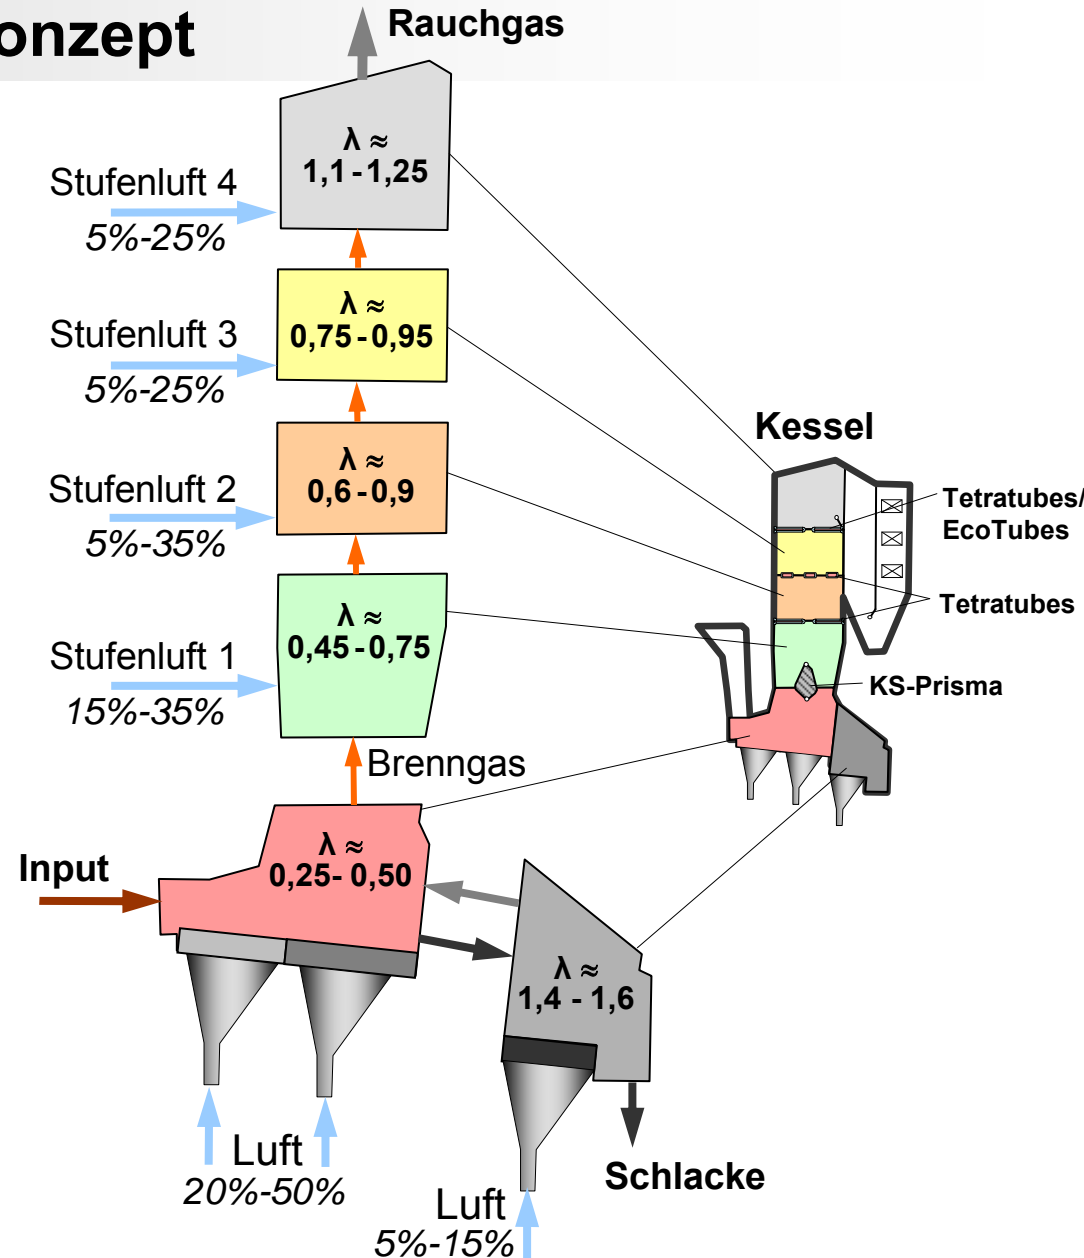 onzept
Rauchgas
λ ≈
1,1 - 1,25
Stufenluft 4
5%-25%
λ ≈
0,75 - 0,95
Stufenluft 3
5%-25%
λ ≈
0,6 - 0,9
Stufenluft 2
5%-35%
λ ≈
0,45 - 0,75
Stufenluft 1
15%-35%
Brenngas
Kessel
Tetratubes/
EcoTubes
Tetratubes
KS-Prisma
Input
λ ≈
0,25- 0,50
λ ≈
1,4 - 1,6
Luft
20%-50%
Schlacke
Luft
5%-15%